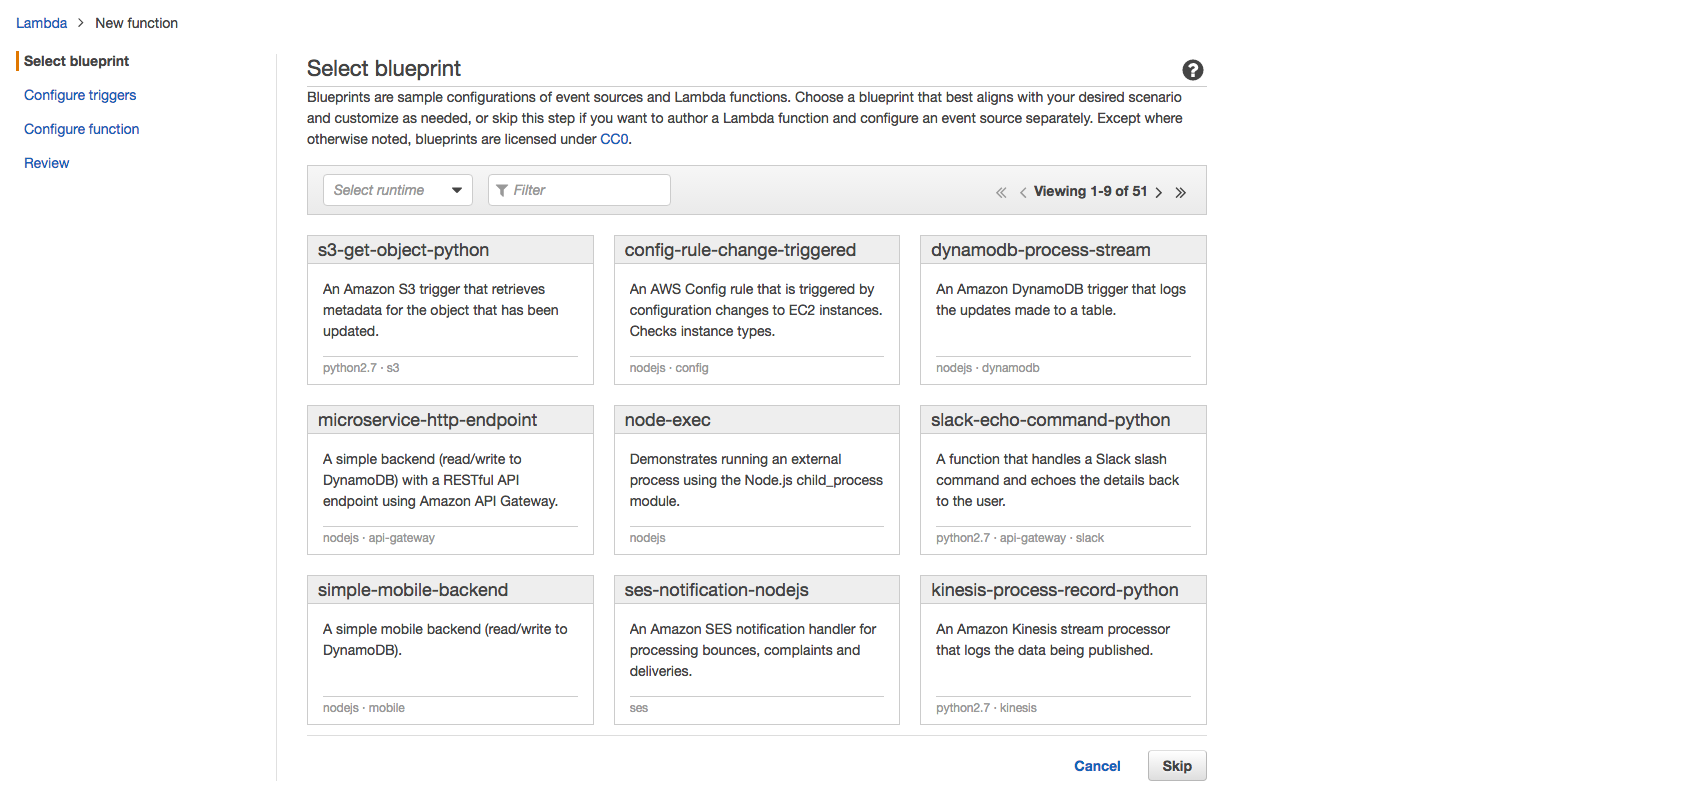 Lambda > New function
Select blueprint
Configure triggers
Configure function
Review
Select blueprint
?
Blueprints are sample configurations of event sources and Lambda functions. Choose a blueprint that best aligns with your desired scenario
and customize as needed, or skip this step if you want to author a Lambda function and configure an event source separately. Except where
otherwise noted, blueprints are licensed under CC0.
Select runtime
Filter
« < Viewing 1-9 of 51 > »
s3-get-object-python
An Amazon S3 trigger that retrieves
metadata for the object that has been
updated.
python2.7 · s3
config-rule-change-triggered
An AWS Config rule that is triggered by
configuration changes to EC2 instances.
Checks instance types.
nodejs · config
dynamodb-process-stream
An Amazon DynamoDB trigger that logs
the updates made to a table.
nodejs · dynamodb
microservice-http-endpoint
A simple backend (read/write to
DynamoDB) with a RESTful API
endpoint using Amazon API Gateway.
nodejs · api-gateway
node-exec
Demonstrates running an external
process using the Node.js child_process
module.
nodejs
slack-echo-command-python
A function that handles a Slack slash
command and echoes the details back
to the user.
python2.7 · api-gateway · slack
simple-mobile-backend
A simple mobile backend (read/write to
DynamoDB).
nodejs · mobile
ses-notification-nodejs
An Amazon SES notification handler for
processing bounces, complaints and
deliveries.
ses
kinesis-process-record-python
An Amazon Kinesis stream processor
that logs the data being published.
python2.7 · kinesis
Cancel
Skip